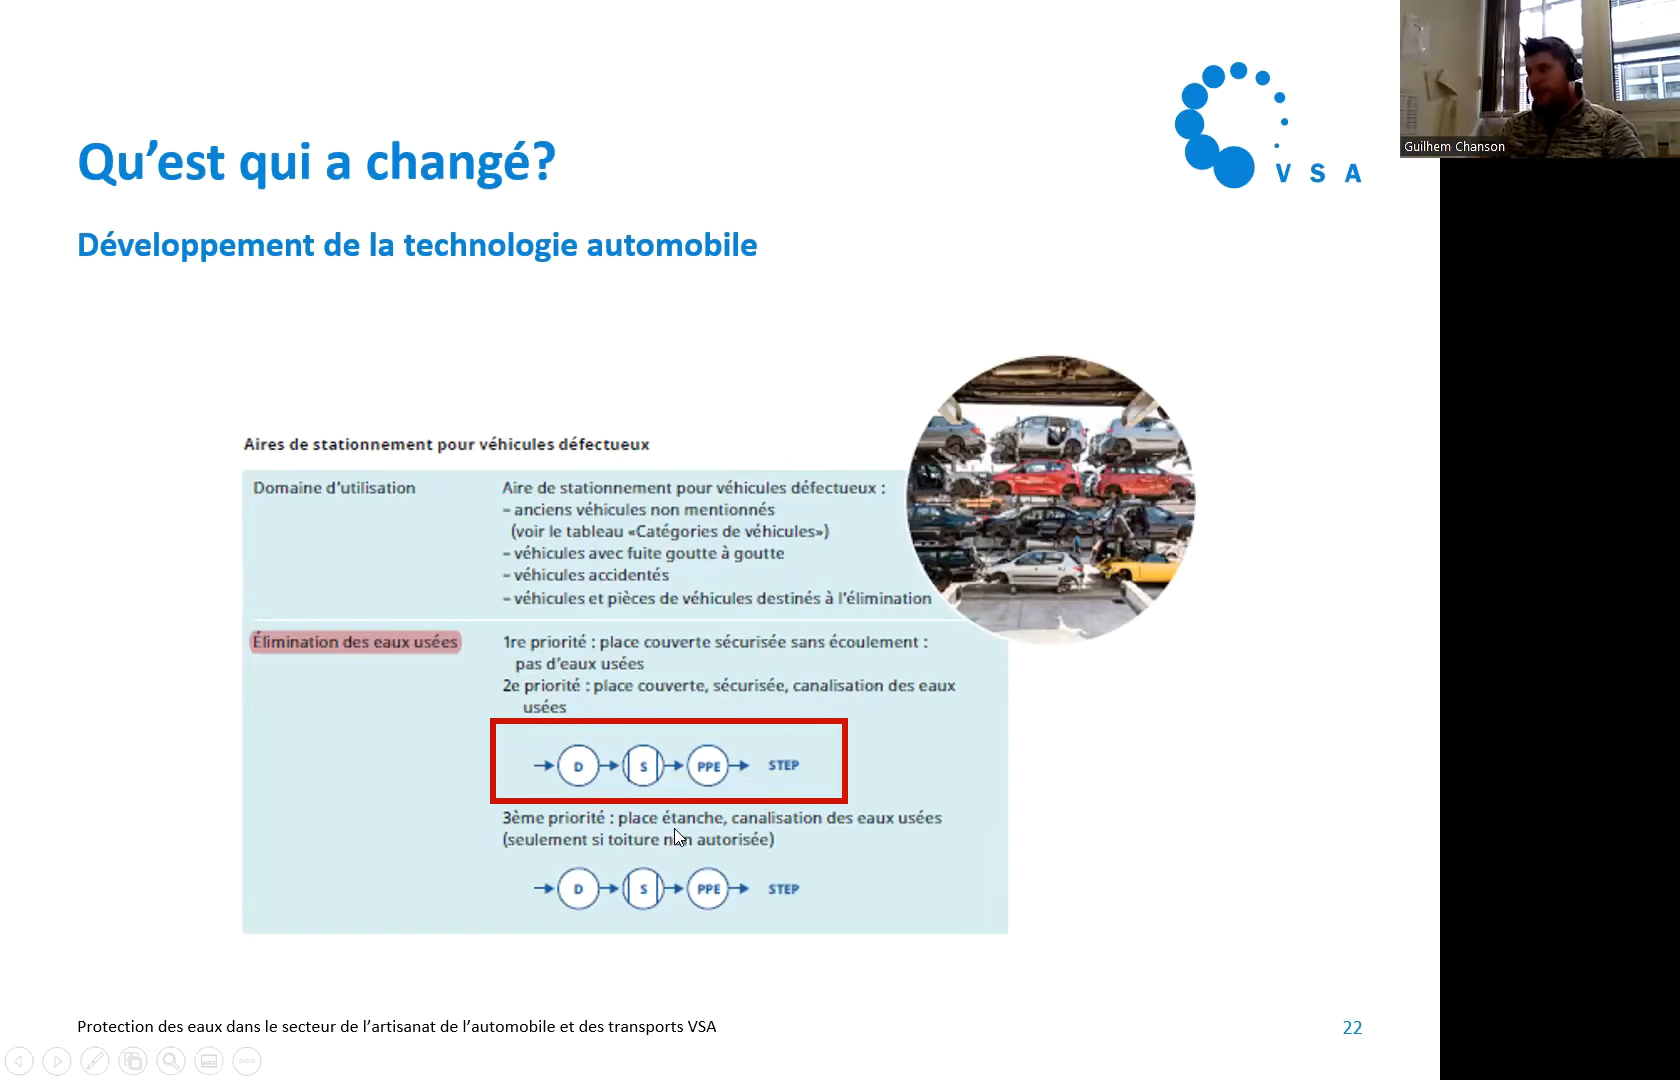 Guilhem Chanson
V S A
Qu’est qui a changé?
Développement de la technologie automobile
Aires de stationnement pour véhicules défectueux
Domaine d'utilisation
Aire de stationnement pour véhicules défectueux :
– anciens véhicules non mentionnés
(voir le tableau «Catégories de véhicules»)
– véhicules avec fuite goutte à goutte
– véhicules accidentés
– véhicules et pièces de véhicules destinés à l'élimination
Élimination des eaux usées
1re priorité : place couverte sécurisée sans écoulement :
pas d'eaux usées
2e priorité : place couverte, sécurisée, canalisation des eaux
usées
D S PPE STEP
3ème priorité : place étanche, canalisation des eaux usées
(seulement si toiture non autorisée)
D S PPE STEP
Protection des eaux dans le secteur de l’artisanat de l’automobile et des transports VSA
22